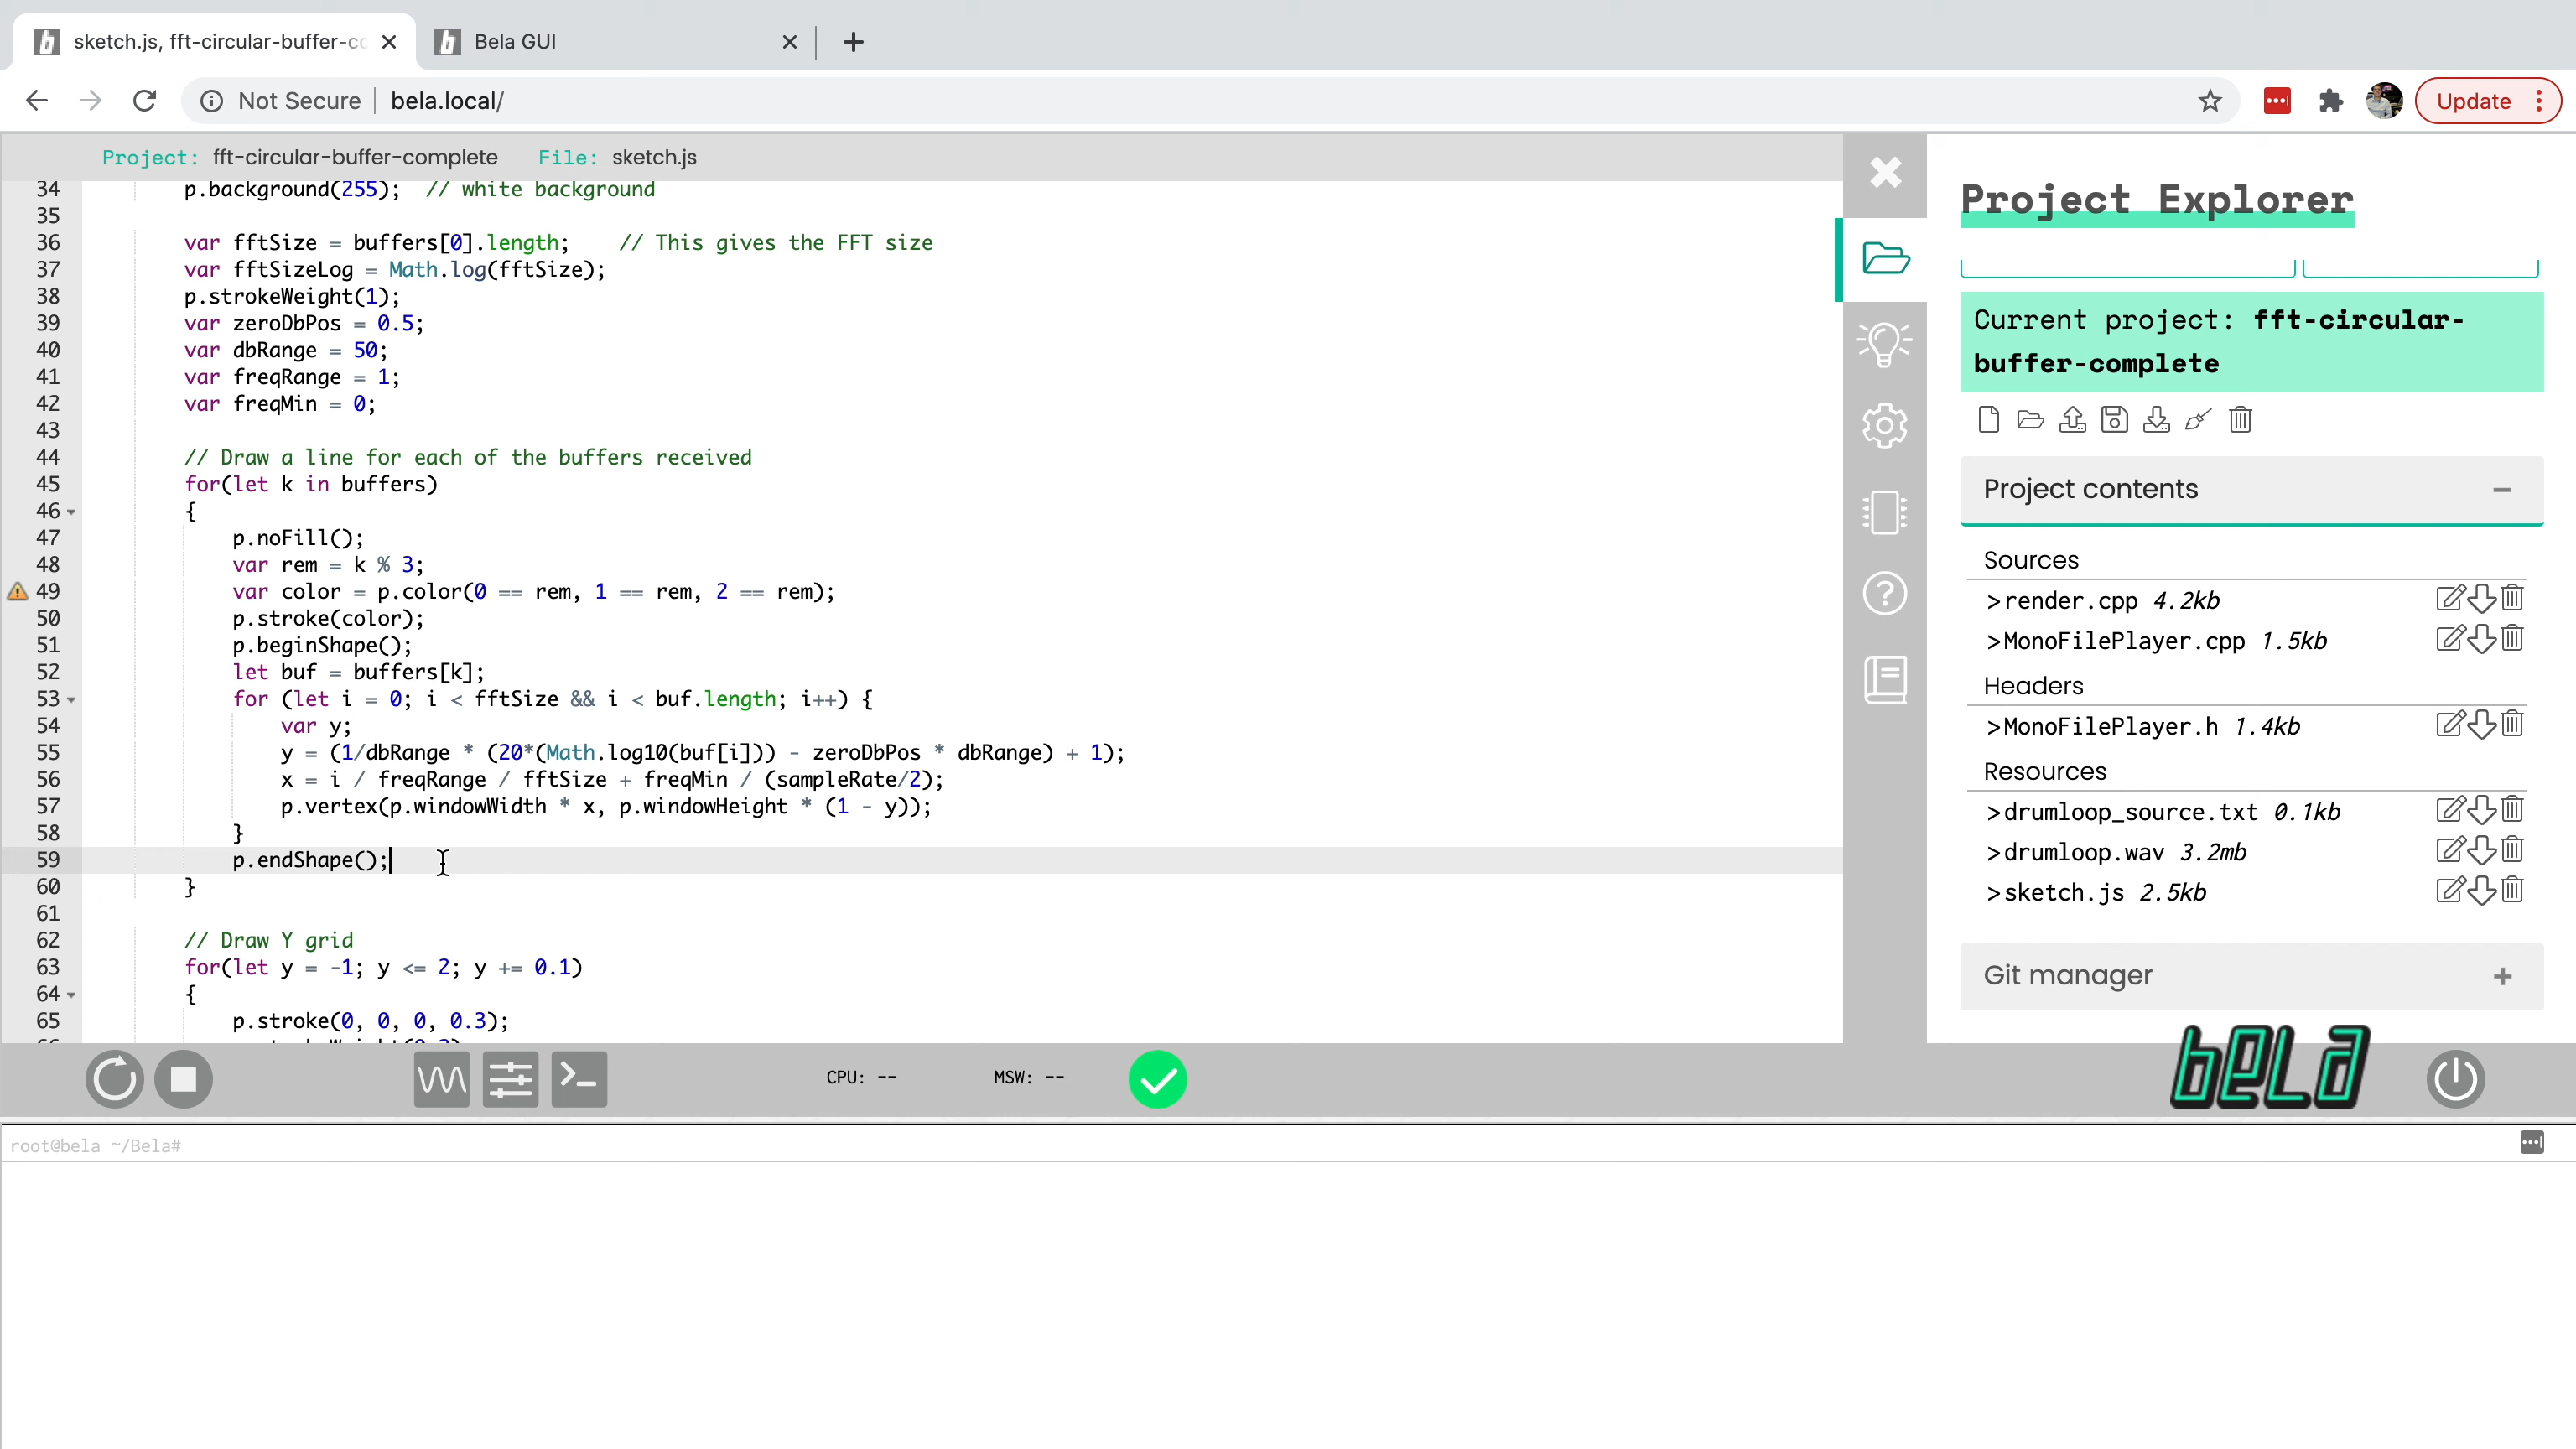 sketch.js, fft-circular-buffer-co
Bela GUI
Not Secure
bela.local/
Update
Project: fft-circular-buffer-complete File: sketch.js
34 p.background(255); // white background
35
36 var fftSize = buffers[0].length; // This gives the FFT size
37 var fftSizeLog = Math.log(fftSize);
38 p.strokeWeight(1);
39 var zeroDbPos = 0.5;
40 var dbRange = 50;
41 var freqRange = 1;
42 var freqMin = 0;
43
44 // Draw a line for each of the buffers received
45 for(let k in buffers)
46 {
47 p.noFill();
48 var rem = k % 3;
49 var color = p.color(0 == rem, 1 == rem, 2 == rem);
50 p.stroke(color);
51 p.beginShape();
52 let buf = buffers[k];
53 for (let i = 0; i < fftSize && i < buf.length; i++) {
54 var y;
55 y = (1/dbRange * (20*(Math.log10(buf[i])) - zeroDbPos * dbRange) + 1);
56 x = i / freqRange / fftSize + freqMin / (sampleRate/2);
57 p.vertex(p.windowWidth * x, p.windowHeight * (1 - y));
58 }
59 p.endShape();
60 }
61
62 // Draw Y grid
63 for(let y = -1; y <= 2; y += 0.1)
64 {
65 p.stroke(0, 0, 0, 0.3);
Project Explorer
Current project: fft-circular-
buffer-complete
Project contents
Sources
>render.cpp 4.2kb
>MonoFilePlayer.cpp 1.5kb
Headers
>MonoFilePlayer.h 1.4kb
Resources
>drumloop_source.txt 0.1kb
>drumloop.wav 3.2mb
>sketch.js 2.5kb
Git manager
CPU: --
MSW: --
beLa
root@bela ~/Bela#